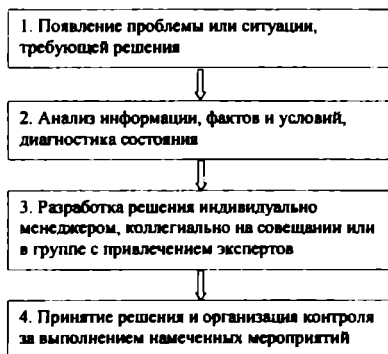 1. Появление проблемы или ситуации,
требующей решения
2. Анализ информации, фактов и условий,
диагностика состояния
3. Разработка решения индивидуально
менеджером, коллегиально на совещании или
в группе с привлечением экспертов
4. Принятие решения и организация контроля
за выполнением намеченных мероприятий